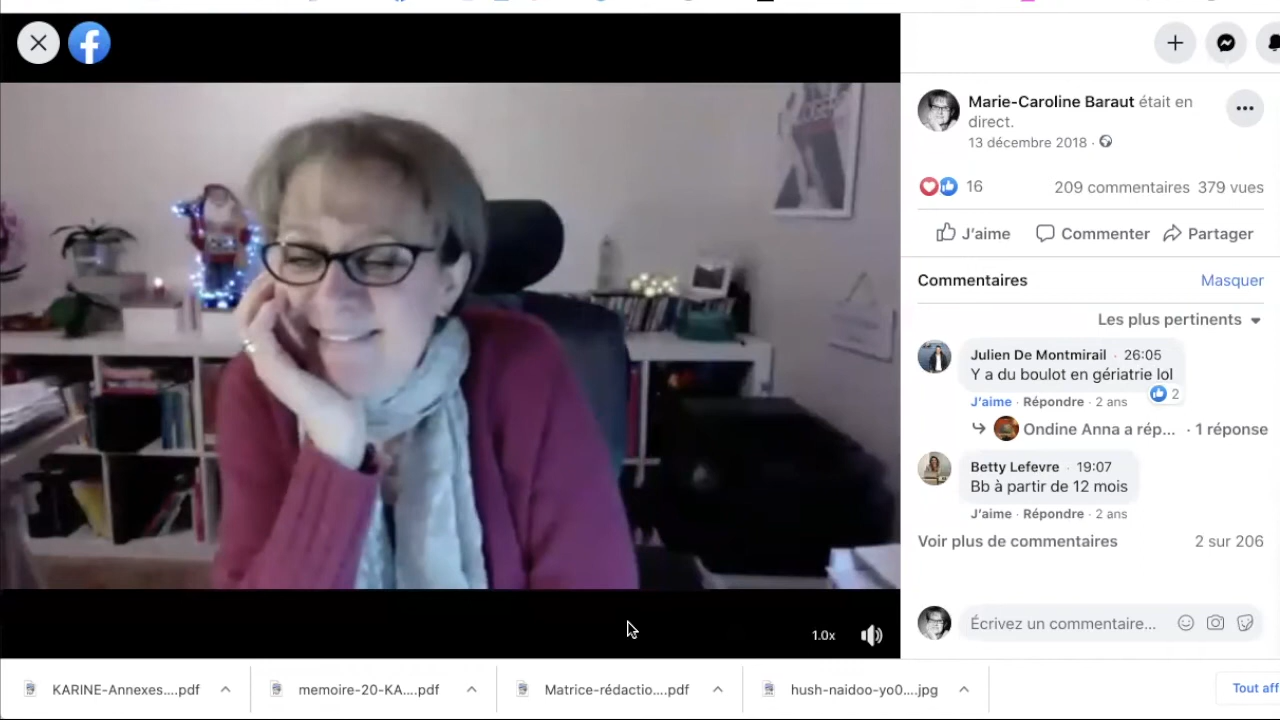 Marie-Caroline Baraut était en
direct.
13 décembre 2018 ·
16
209 commentaires 379 vues
J'aime
Commenter
Partager
Commentaires
Masquer
Les plus pertinents
Julien De Montmirail · 26:05
Y a du boulot en gériatrie lol
2
J'aime · Répondre · 2 ans
Ondine Anna a rép... · 1 réponse
Betty Lefevre · 19:07
Bb à partir de 12 mois
J'aime · Répondre · 2 ans
Voir plus de commentaires
2 sur 206
Écrivez un commentaire...
1.0x
KARINE-Annexes....pdf
memoire-20-KA....pdf
Matrice-rédactio....pdf
hush-naidoo-yo0....jpg
Tout aff